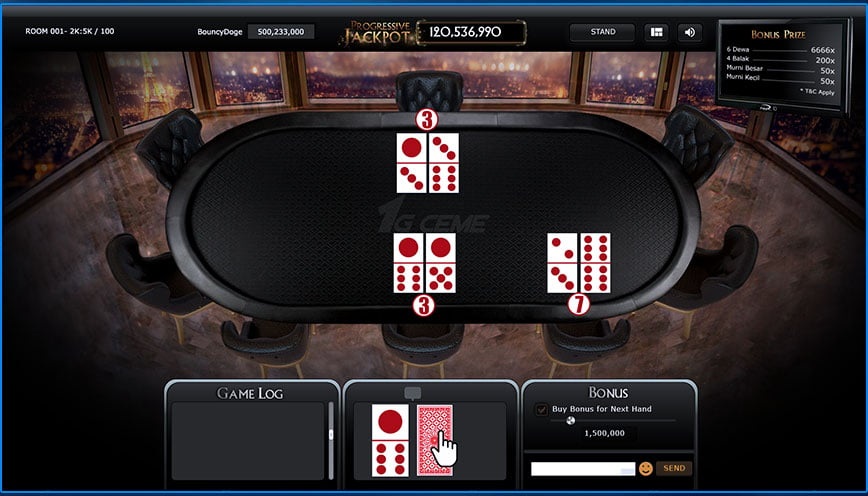 ROOM 001- 2K:5K / 100
BouncyDoge 500,233,000
PROGRESSIVE
JACKPOT
120,536,990
STAND
BONUS PRIZE
6 Dewa 6666x
4 Balak 200x
Murni Besar 50x
Murni Kecil 50x
* T&C Apply
3
1G CEME
3
7
GAME LOG
BONUS
Buy Bonus for Next Hand
1,500,000
SEND